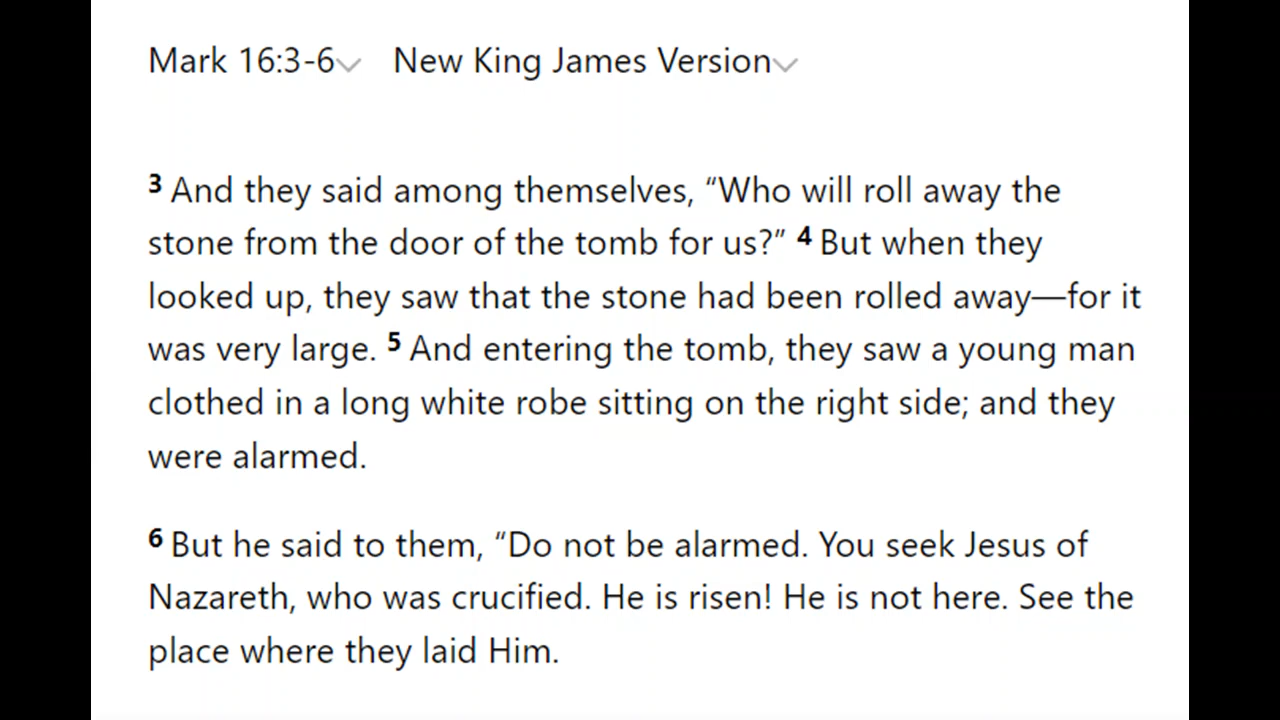 Mark 16:3-6 New King James Version
3 And they said among themselves, “Who will roll away the
stone from the door of the tomb for us?” 4 But when they
looked up, they saw that the stone had been rolled away—for it
was very large. 5 And entering the tomb, they saw a young man
clothed in a long white robe sitting on the right side; and they
were alarmed.
6 But he said to them, “Do not be alarmed. You seek Jesus of
Nazareth, who was crucified. He is risen! He is not here. See the
place where they laid Him.